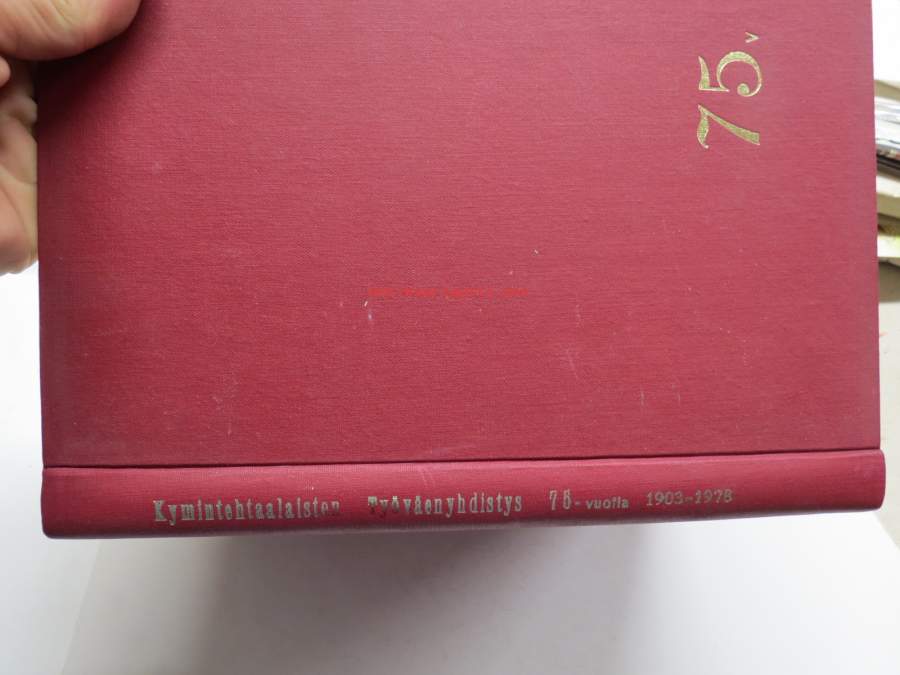 75 v
Kymintehtaalaisten Työväenyhdistys 75-vuotta 1903-1978